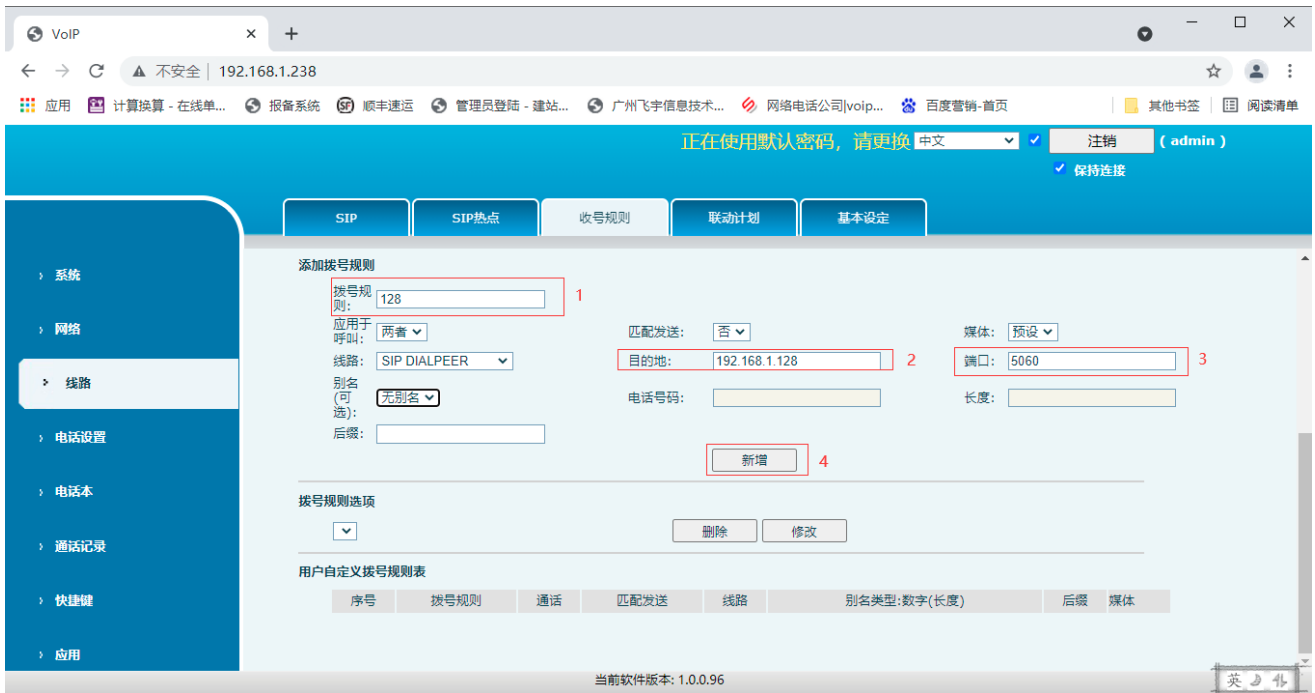 VoIP
不安全 192.168.1.238
应用 计算换算 - 在线单... 报备系统 SF 顺丰速运 管理员登陆 - 建站... 广州飞宇信息技术... 网络电话公司|voip... 百度营销-首页 其他书签 阅读清单
正在使用默认密码，请更换 中文 注销 ( admin )
保持连接
SIP SIP热点 收号规则 联动计划 基本设定
系统
网络
线路
电话设置
电话本
通话记录
快捷键
应用
添加拨号规则
拨号规则: 128 1
应用于呼叫: 两者 匹配发送: 否 媒体: 预设
线路: SIP DIALPEER 目的地: 192.168.1.128 2 端口: 5060 3
别名(可选): 无别名 电话号码: 长度:
后缀:
新增 4
拨号规则选项
删除 修改
用户自定义拨号规则表
序号 拨号规则 通话 匹配发送 线路 别名类型:数字(长度) 后缀 媒体
当前软件版本: 1.0.0.96
英